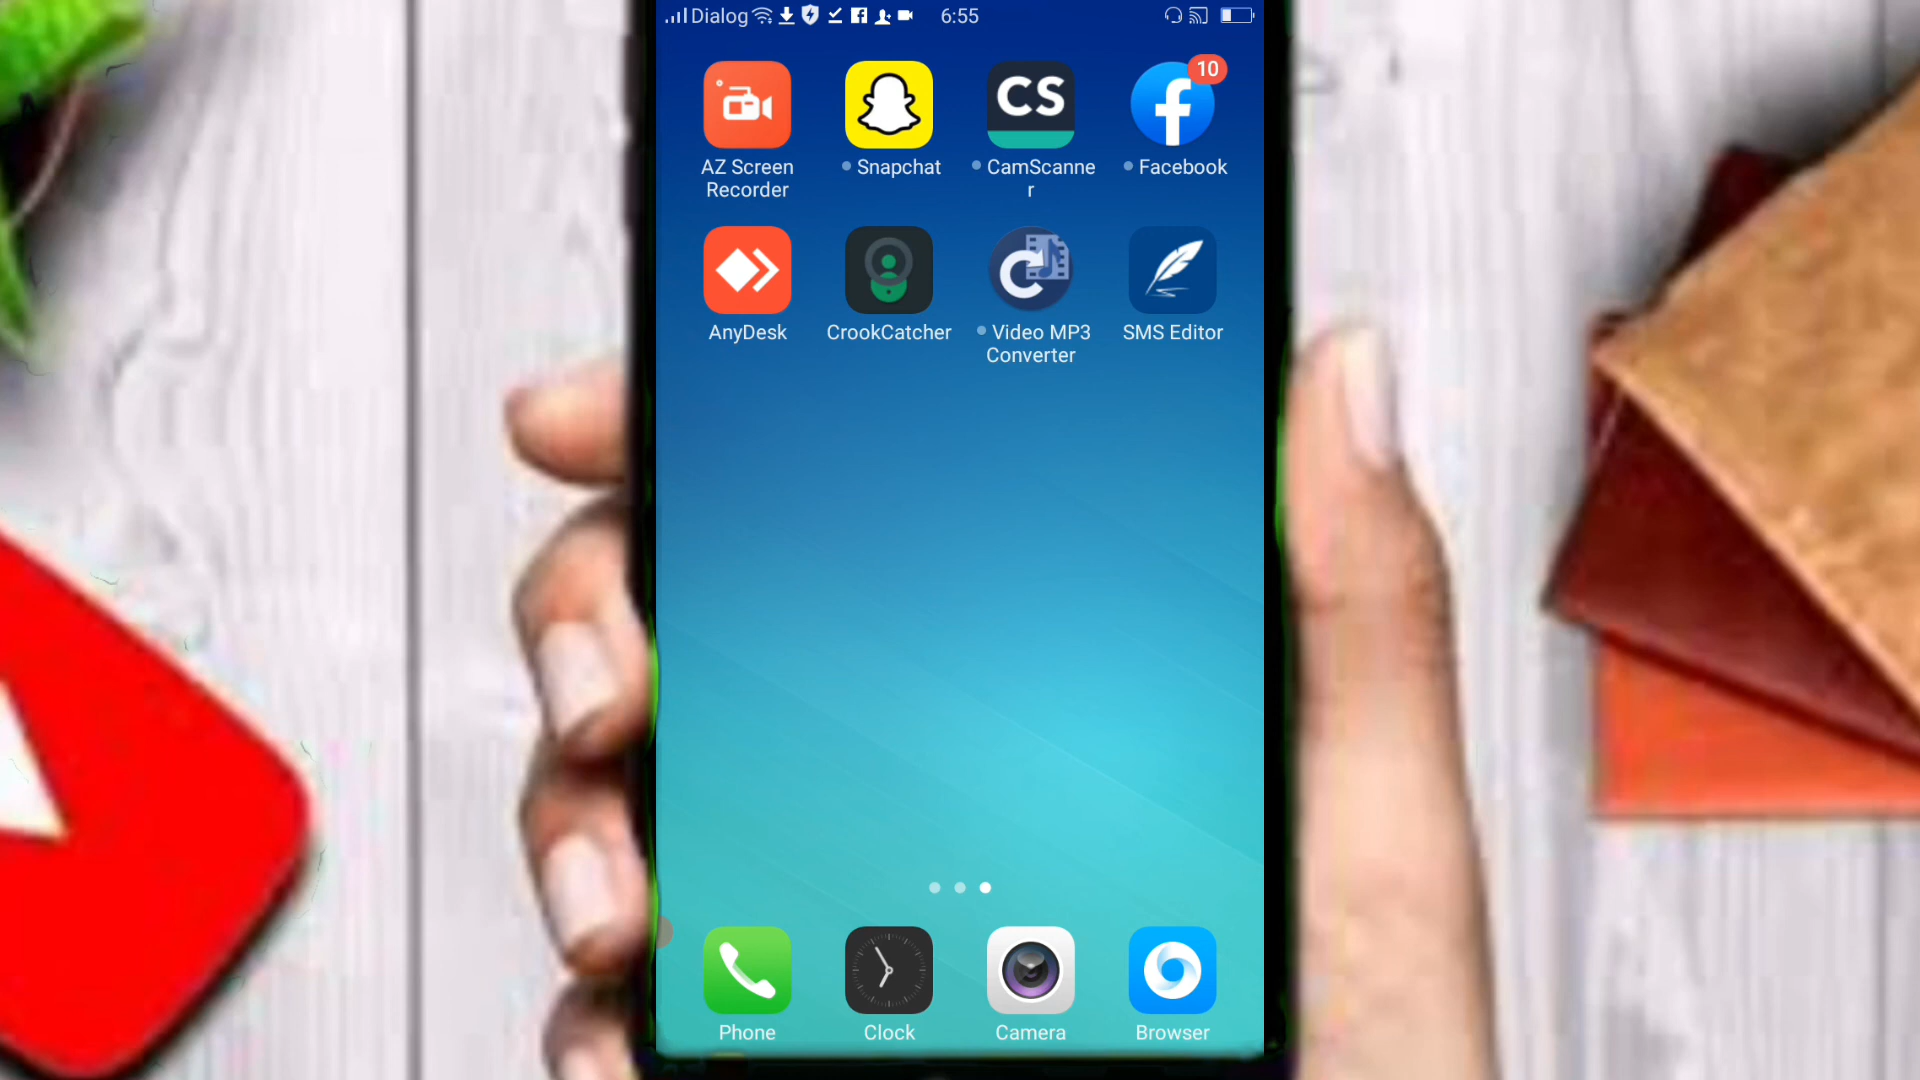 Dialog 6:55
10
CS
AZ Screen Recorder
Snapchat
CamScanne
r
Facebook
AnyDesk
CrookCatcher
Video MP3 Converter
SMS Editor
Phone
Clock
Camera
Browser